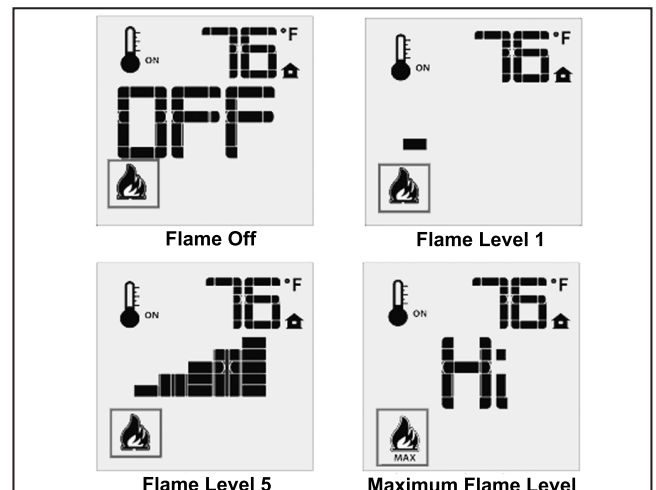 76 °F
ON
OFF
Flame Off
76 °F
ON
Flame Level 1
76 °F
ON
Flame Level 5
76 °F
ON
Hi
MAX
Maximum Flame Level